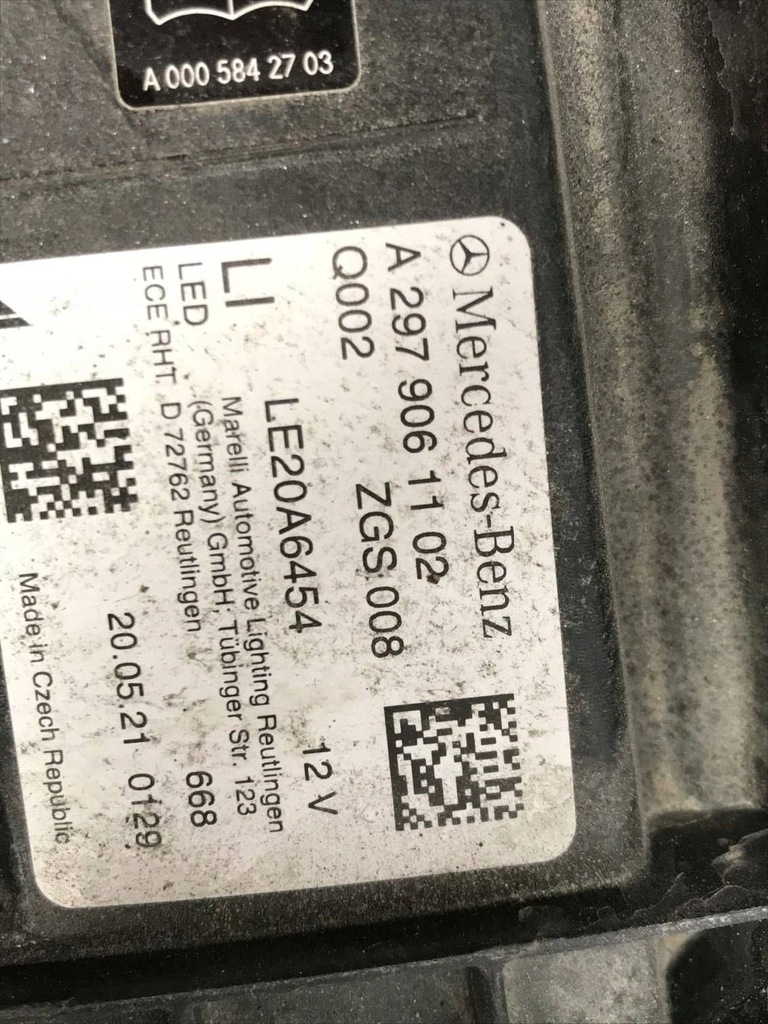 A 000 584 27 03
Mercedes-Benz
A 297 906 11 02
Q002 ZGS:008
LE20A6454 12 V
LI Marelli Automotive Lighting Reutlingen
LED (Germany) GmbH; Tübinger Str. 123
ECE RHT. D 72762 Reutlingen 668
20.05.21 0129
Made in Czech Republic